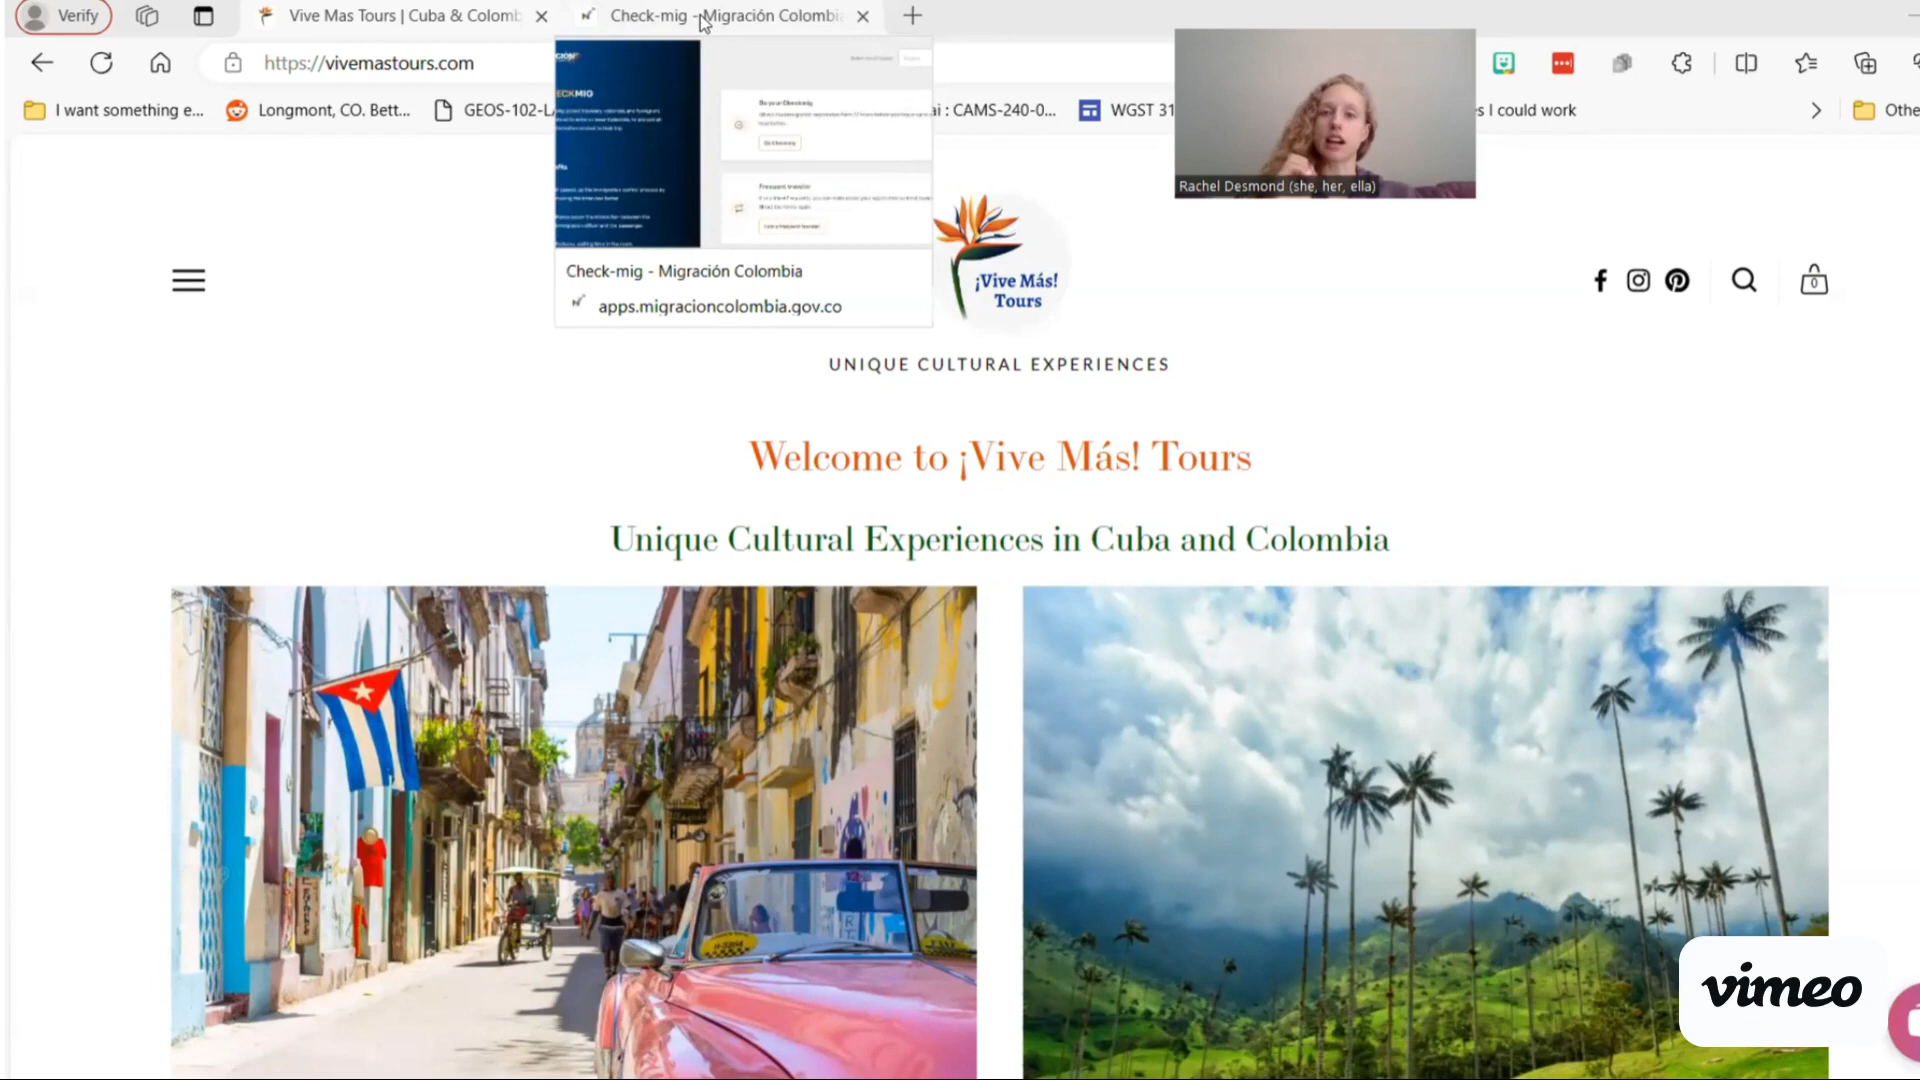 Verify
Vive Mas Tours | Cuba & Colomb
Check-mig - Migración Colombia
https://vivemastours.com
I want something e...
Longmont, CO. Bett...
GEOS-102-L
ai : CAMS-240-0...
WGST 31
s I could work
Othe
Check-mig - Migración Colombia
apps.migracioncolombia.gov.co
Rachel Desmond (she, her, ella)
¡Vive Más!
Tours
0
UNIQUE CULTURAL EXPERIENCES
Welcome to ¡Vive Más! Tours
Unique Cultural Experiences in Cuba and Colombia
vimeo